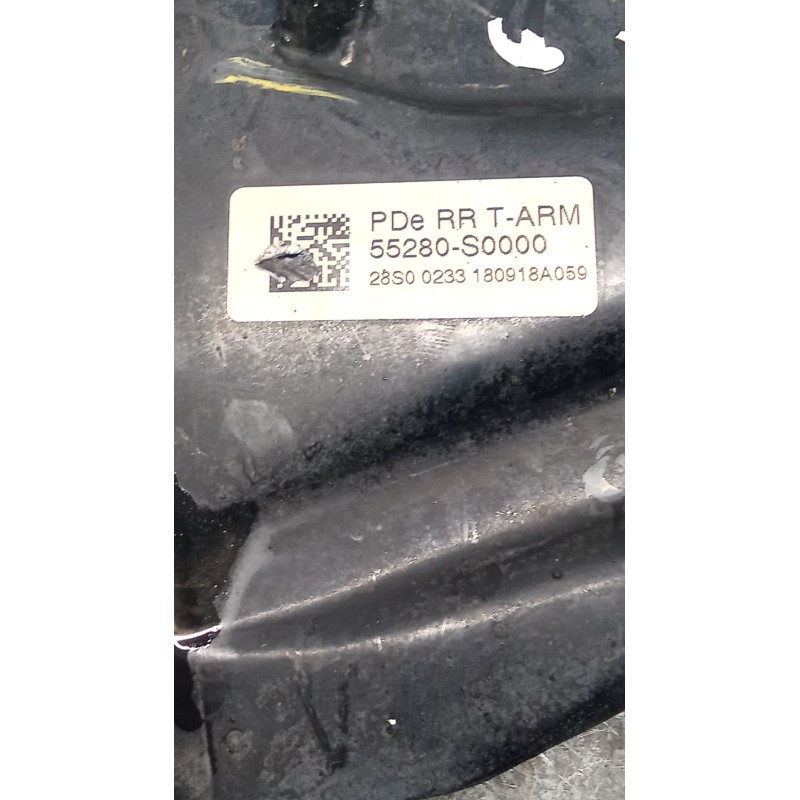 PDe RR T-ARM
55280-S0000
28S0 0233 180918A059